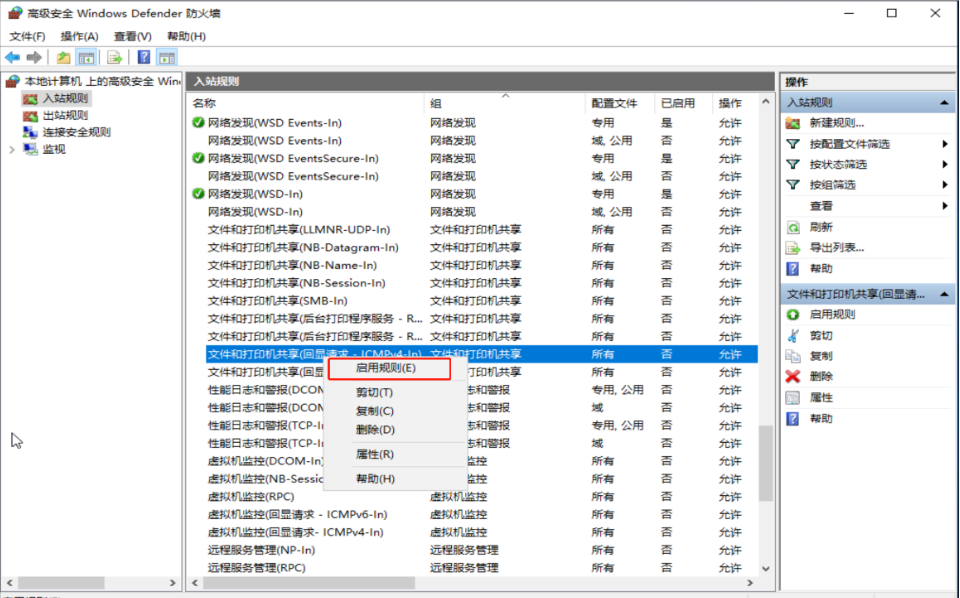 高级安全 Windows Defender 防火墙
文件(F) 操作(A) 查看(V) 帮助(H)
本地计算机 上的高级安全 Win
入站规则
出站规则
连接安全规则
监视
入站规则
名称 组 配置文件 已启用 操作
网络发现(WSD Events-In) 网络发现 专用 是 允许
网络发现(WSD Events-In) 网络发现 域, 公用 否 允许
网络发现(WSD EventsSecure-In) 网络发现 专用 是 允许
网络发现(WSD EventsSecure-In) 网络发现 域, 公用 否 允许
网络发现(WSD-In) 网络发现 专用 是 允许
网络发现(WSD-In) 网络发现 域, 公用 否 允许
文件和打印机共享(LLMNR-UDP-In) 文件和打印机共享 所有 否 允许
文件和打印机共享(NB-Datagram-In) 文件和打印机共享 所有 否 允许
文件和打印机共享(NB-Name-In) 文件和打印机共享 所有 否 允许
文件和打印机共享(NB-Session-In) 文件和打印机共享 所有 否 允许
文件和打印机共享(SMB-In) 文件和打印机共享 所有 否 允许
文件和打印机共享(后台打印程序服务 - R... 文件和打印机共享 所有 否 允许
文件和打印机共享(后台打印程序服务 - R... 文件和打印机共享 所有 否 允许
文件和打印机共享(回显请求 - ICMPv4-In) 文件和打印机共享 所有 否 允许
文件和打印机共享(回显 印机共享 所有 否 允许
性能日志和警报(DCOM 志和警报 专用, 公用 否 允许
性能日志和警报(DCOM 志和警报 域 否 允许
性能日志和警报(TCP-In 志和警报 专用, 公用 否 允许
性能日志和警报(TCP-In 志和警报 域 否 允许
虚拟机监控(DCOM-In) 监控 所有 否 允许
虚拟机监控(NB-Sessio 监控 所有 否 允许
虚拟机监控(RPC) 虚拟机监控 所有 否 允许
虚拟机监控(回显请求 - ICMPv6-In) 虚拟机监控 所有 否 允许
虚拟机监控(回显请求- ICMPv4-In) 虚拟机监控 所有 否 允许
远程服务管理(NP-In) 远程服务管理 所有 否 允许
远程服务管理(RPC) 远程服务管理 所有 否 允许
启用规则(E)
剪切(T)
复制(C)
删除(D)
属性(R)
帮助(H)
操作
入站规则
新建规则...
按配置文件筛选
按状态筛选
按组筛选
查看
刷新
导出列表...
帮助
文件和打印机共享(回显请...
启用规则
剪切
复制
删除
属性
帮助